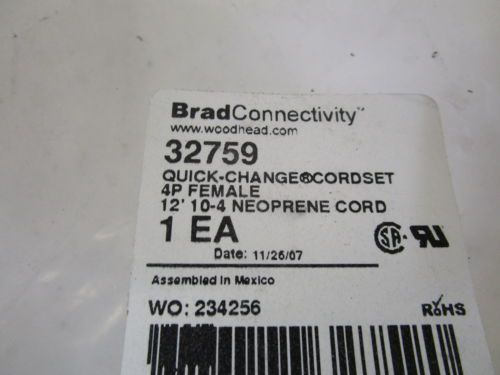 BradConnectivity™
www.woodhead.com
32759
QUICK-CHANGE®CORDSET
4P FEMALE
12' 10-4 NEOPRENE CORD
1 EA
Date: 11/26/07
Assembled in Mexico
WO: 234256
RoHS